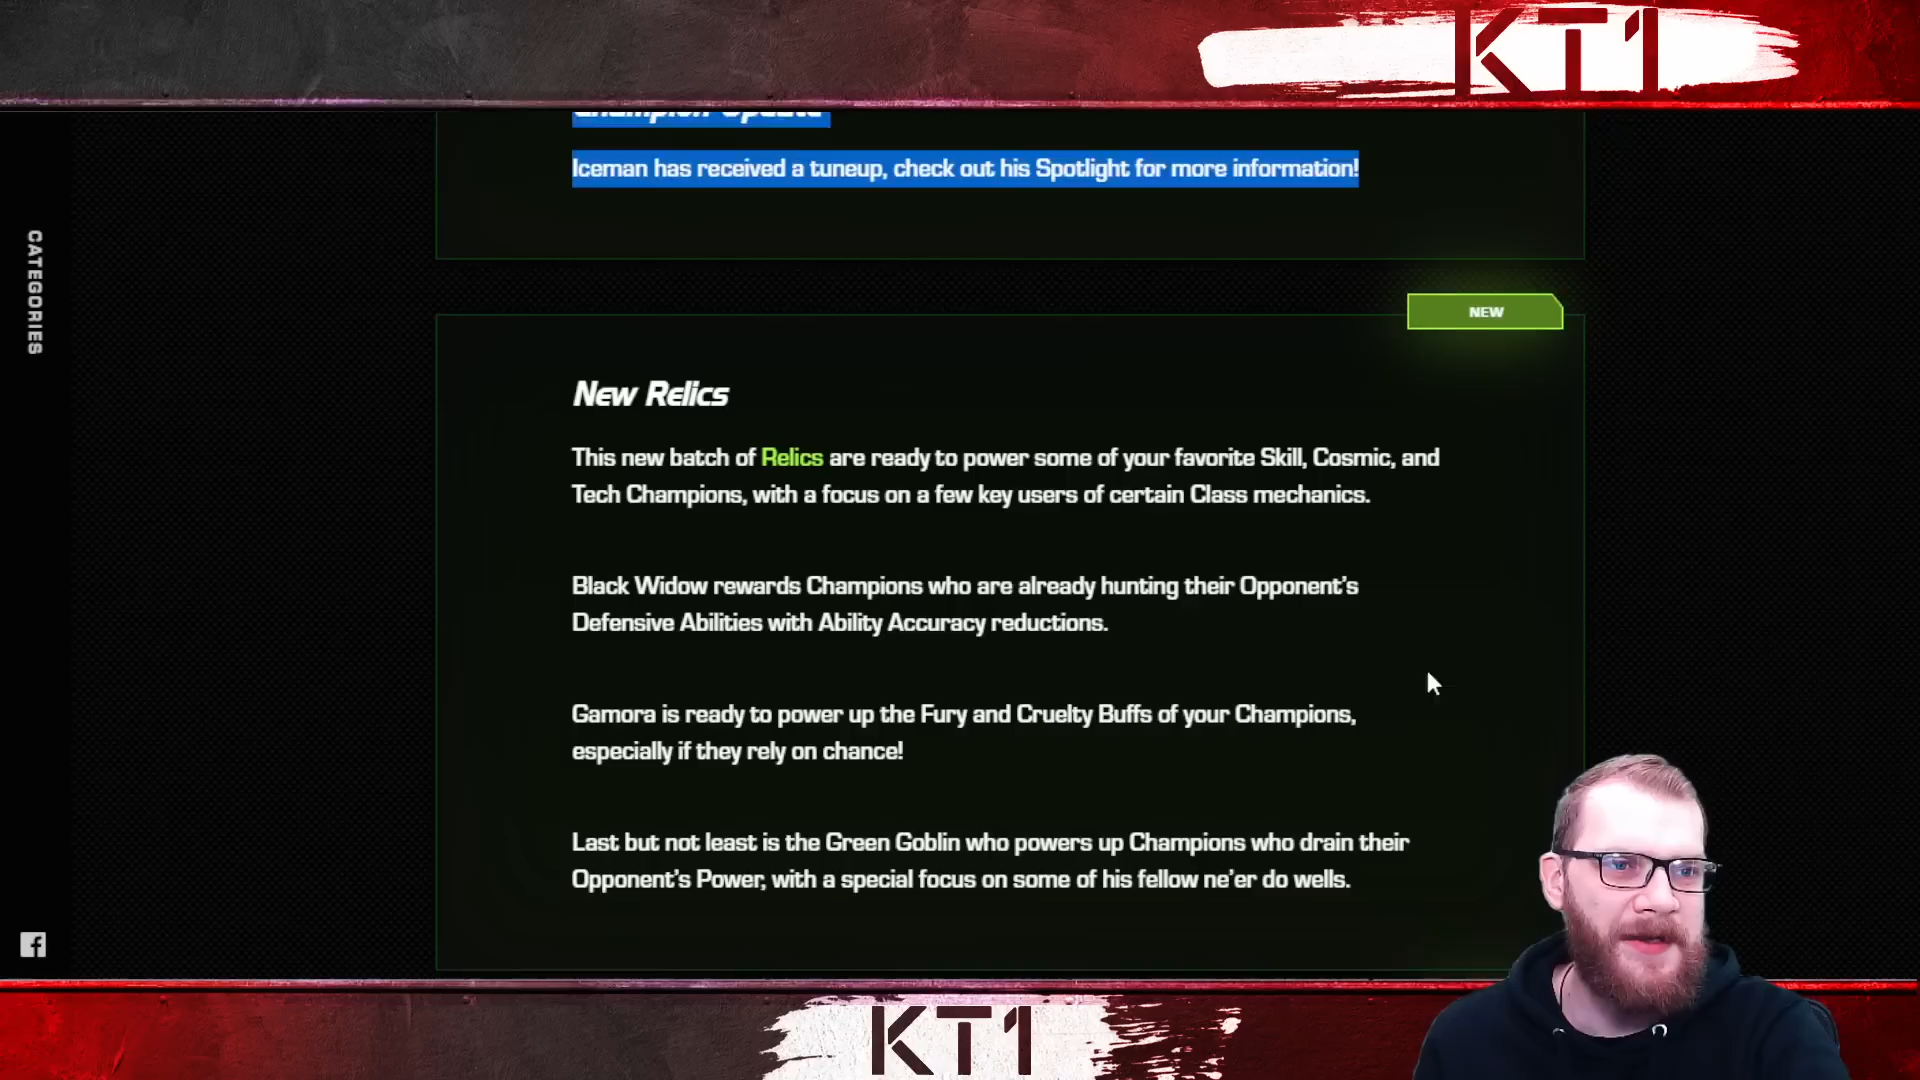 KT1
Champion Update
Iceman has received a tuneup, check out his Spotlight for more information!
CATEGORIES
NEW
New Relics
This new batch of Relics are ready to power some of your favorite Skill, Cosmic, and
Tech Champions, with a focus on a few key users of certain Class mechanics.
Black Widow rewards Champions who are already hunting their Opponent's
Defensive Abilities with Ability Accuracy reductions.
Gamora is ready to power up the Fury and Cruelty Buffs of your Champions,
especially if they rely on chance!
Last but not least is the Green Goblin who powers up Champions who drain their
Opponent's Power, with a special focus on some of his fellow ne'er do wells.
KT1